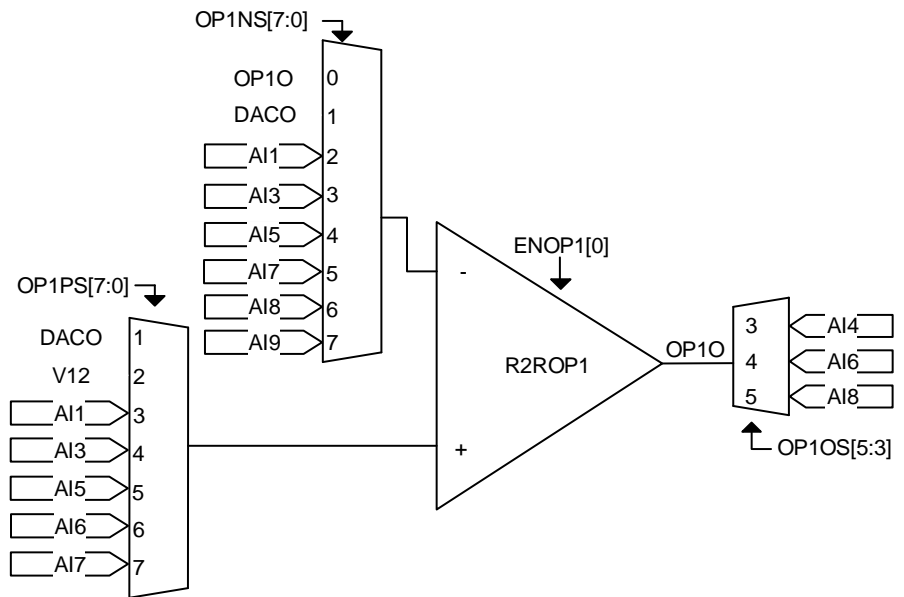 OP1NS[7:0]
OP1O 0
DACO 1
AI1 2
AI3 3
AI5 4
AI7 5
AI8 6
AI9 7
OP1PS[7:0]
DACO 1
V12 2
AI1 3
AI3 4
AI5 5
AI6 6
AI7 7
-
+
R2ROP1
ENOP1[0]
OP1O
3 AI4
4 AI6
5 AI8
OP1OS[5:3]